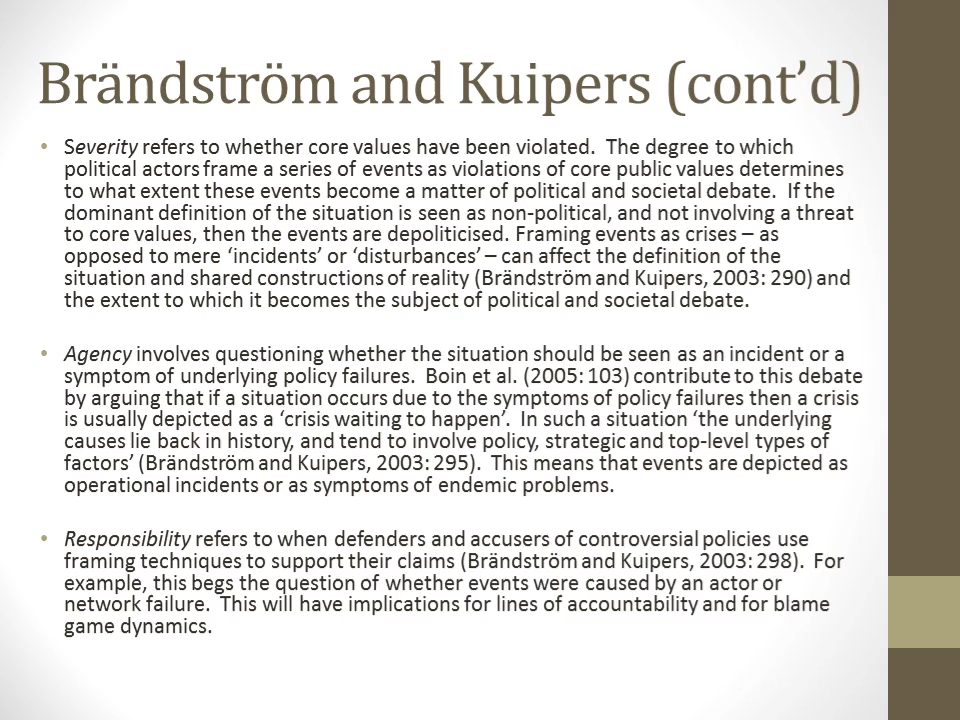 Brändström and Kuipers (cont’d)
• Severity refers to whether core values have been violated.  The degree to which
political actors frame a series of events as violations of core public values determines
to what extent these events become a matter of political and societal debate.  If the
dominant definition of the situation is seen as non-political, and not involving a threat
to core values, then the events are depoliticised. Framing events as crises – as
opposed to mere ‘incidents’ or ‘disturbances’ – can affect the definition of the
situation and shared constructions of reality (Brändström and Kuipers, 2003: 290) and
the extent to which it becomes the subject of political and societal debate.
• Agency involves questioning whether the situation should be seen as an incident or a
symptom of underlying policy failures.  Boin et al. (2005: 103) contribute to this debate
by arguing that if a situation occurs due to the symptoms of policy failures then a crisis
is usually depicted as a ‘crisis waiting to happen’.  In such a situation ‘the underlying
causes lie back in history, and tend to involve policy, strategic and top-level types of
factors’ (Brändström and Kuipers, 2003: 295).  This means that events are depicted as
operational incidents or as symptoms of endemic problems.
• Responsibility refers to when defenders and accusers of controversial policies use
framing techniques to support their claims (Brändström and Kuipers, 2003: 298).  For
example, this begs the question of whether events were caused by an actor or
network failure.  This will have implications for lines of accountability and for blame
game dynamics.